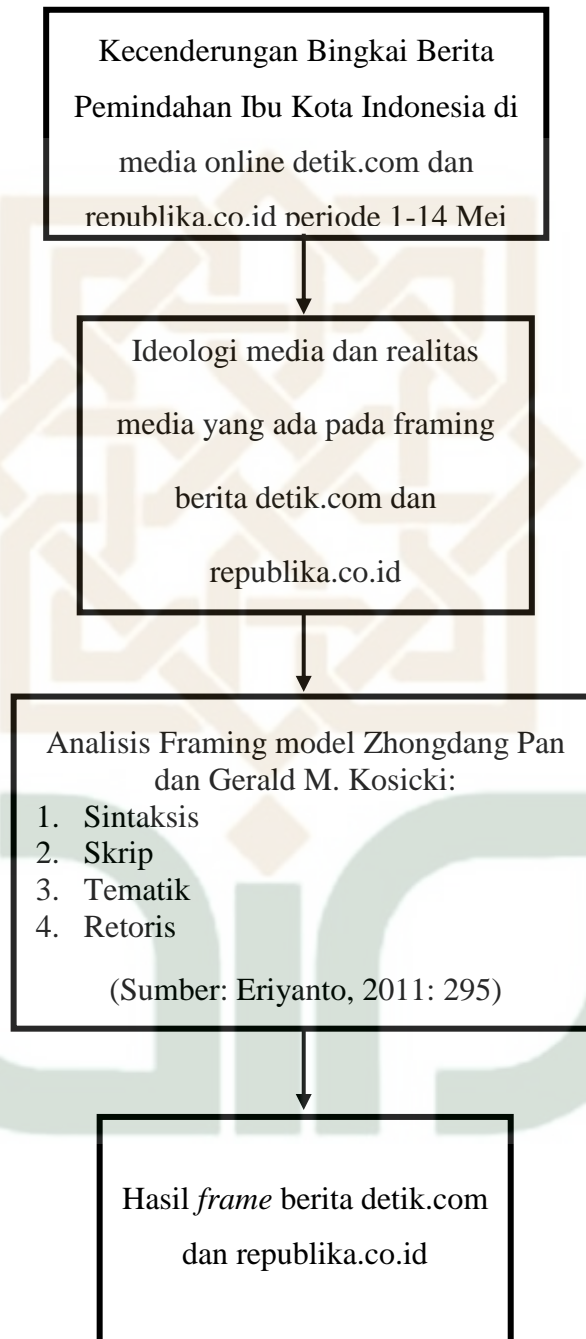 Kecenderungan Bingkai Berita
Pemindahan Ibu Kota Indonesia di
media online detik.com dan
republika.co.id periode 1-14 Mei
Ideologi media dan realitas
media yang ada pada framing
berita detik.com dan
republika.co.id
Analisis Framing model Zhongdang Pan
dan Gerald M. Kosicki:
1. Sintaksis
2. Skrip
3. Tematik
4. Retoris
(Sumber: Eriyanto, 2011: 295)
Hasil frame berita detik.com
dan republika.co.id